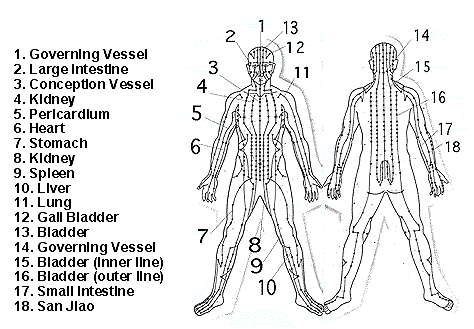 1. Governing Vessel
2. Large Intestine
3. Conception Vessel
4. Kidney
5. Pericardium
6. Heart
7. Stomach
8. Kidney
9. Spleen
10. Liver
11. Lung
12. Gall Bladder
13. Bladder
14. Governing Vessel
15. Bladder (inner line)
16. Bladder (outer line)
17. Small Intestine
18. San Jiao
1
13
2
12
14
3
11
15
4
16
5
17
6
18
7
8
9
10